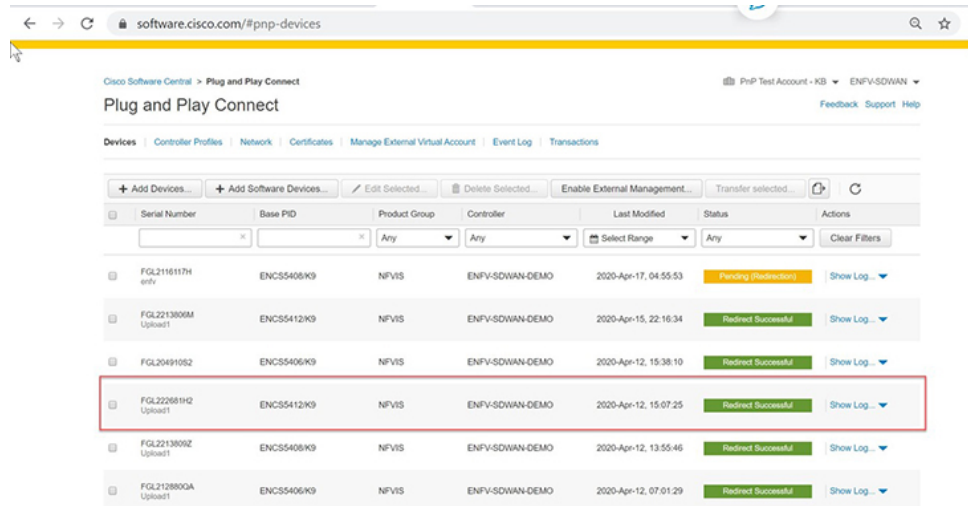 software.cisco.com/#pnp-devices
Cisco Software Central > Plug and Play Connect
PnP Test Account - KB ENFV-SDWAN
Plug and Play Connect
Feedback Support Help
Devices | Controller Profiles | Network | Certificates | Manage External Virtual Account | Event Log | Transactions
+ Add Devices... + Add Software Devices... Edit Selected... Delete Selected... Enable External Management... Transfer selected...
Serial Number Base PID Product Group Controller Last Modified Status Actions
× × Any Any Select Range Any Clear Filters
FGL2116117H ENCS5408/K9 NFVIS ENFV-SDWAN-DEMO 2020-Apr-17, 04:55:53 Pending (Redirection) Show Log...
enfv
FGL2213806M ENCS5412/K9 NFVIS ENFV-SDWAN-DEMO 2020-Apr-15, 22:16:34 Redirect Successful Show Log...
Upload1
FGL204910S2 ENCS5406/K9 NFVIS ENFV-SDWAN-DEMO 2020-Apr-12, 15:38:10 Redirect Successful Show Log...
FGL222681H2 ENCS5412/K9 NFVIS ENFV-SDWAN-DEMO 2020-Apr-12, 15:07:25 Redirect Successful Show Log...
Upload1
FGL2213809Z ENCS5408/K9 NFVIS ENFV-SDWAN-DEMO 2020-Apr-12, 13:55:46 Redirect Successful Show Log...
Upload1
FGL212880QA ENCS5406/K9 NFVIS ENFV-SDWAN-DEMO 2020-Apr-12, 07:01:29 Redirect Successful Show Log...
Upload1